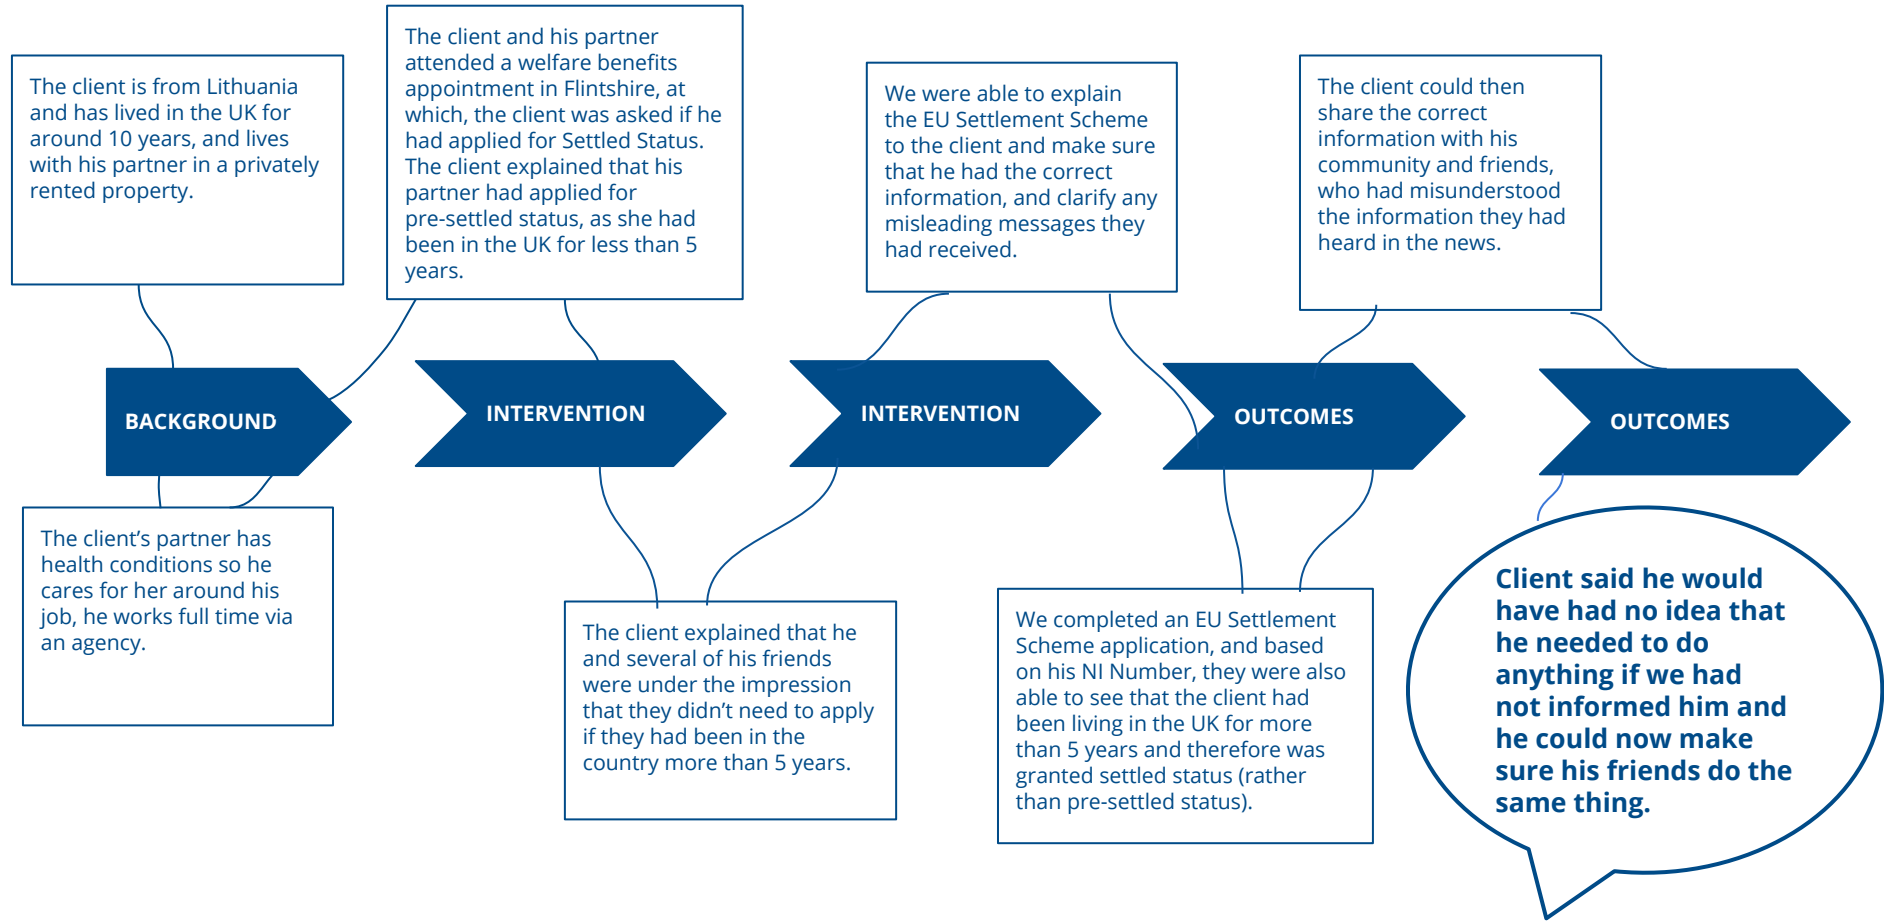 The client is from Lithuania
and has lived in the UK for
around 10 years, and lives
with his partner in a privately
rented property.
The client and his partner
attended a welfare benefits
appointment in Flintshire, at
which, the client was asked if he
had applied for Settled Status.
The client explained that his
partner had applied for
pre-settled status, as she had
been in the UK for less than 5
years.
We were able to explain
the EU Settlement Scheme
to the client and make sure
that he had the correct
information, and clarify any
misleading messages they
had received.
The client could then
share the correct
information with his
community and friends,
who had misunderstood
the information they had
heard in the news.
BACKGROUND
INTERVENTION
INTERVENTION
OUTCOMES
OUTCOMES
The client’s partner has
health conditions so he
cares for her around his
job, he works full time via
an agency.
The client explained that he
and several of his friends
were under the impression
that they didn’t need to apply
if they had been in the
country more than 5 years.
We completed an EU Settlement
Scheme application, and based
on his NI Number, they were also
able to see that the client had
been living in the UK for more
than 5 years and therefore was
granted settled status (rather
than pre-settled status).
Client said he would
have had no idea that
he needed to do
anything if we had
not informed him and
he could now make
sure his friends do the
same thing.